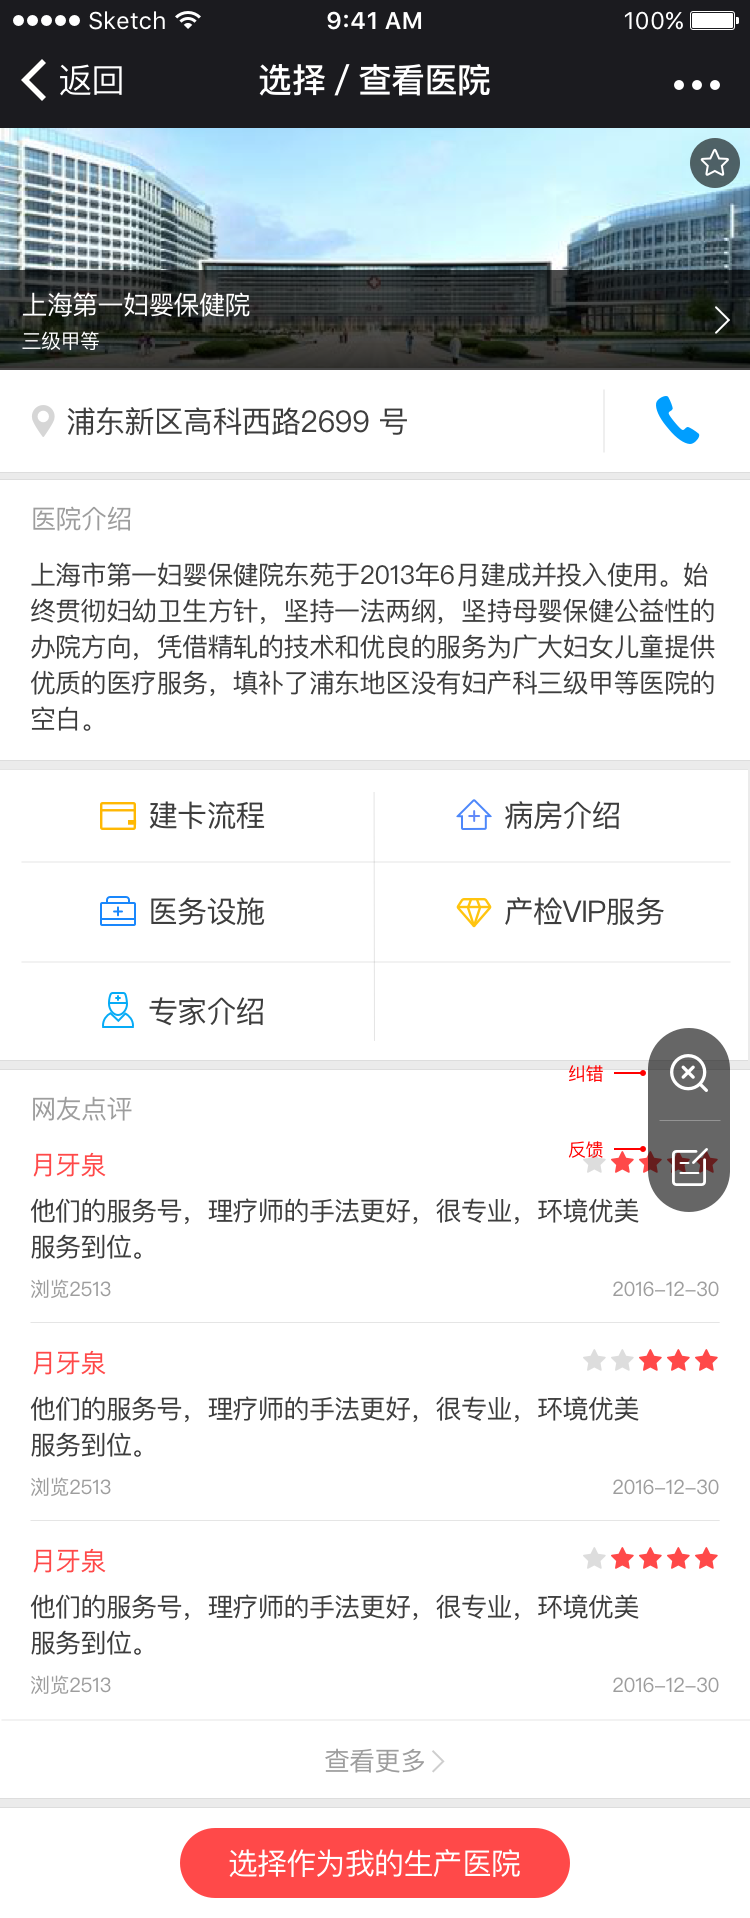 Sketch 9:41 AM 100%
返回 选择 / 查看医院
上海第一妇婴保健院
三级甲等
浦东新区高科西路2699 号
医院介绍
上海市第一妇婴保健院东苑于2013年6月建成并投入使用。始
终贯彻妇幼卫生方针，坚持一法两纲，坚持母婴保健公益性的
办院方向，凭借精轧的技术和优良的服务为广大妇女儿童提供
优质的医疗服务，填补了浦东地区没有妇产科三级甲等医院的
空白。
建卡流程 病房介绍
医务设施 产检VIP服务
专家介绍
纠错
网友点评
反馈
月牙泉
他们的服务号，理疗师的手法更好，很专业，环境优美
服务到位。
浏览2513 2016-12-30
月牙泉
他们的服务号，理疗师的手法更好，很专业，环境优美
服务到位。
浏览2513 2016-12-30
月牙泉
他们的服务号，理疗师的手法更好，很专业，环境优美
服务到位。
浏览2513 2016-12-30
查看更多
选择作为我的生产医院